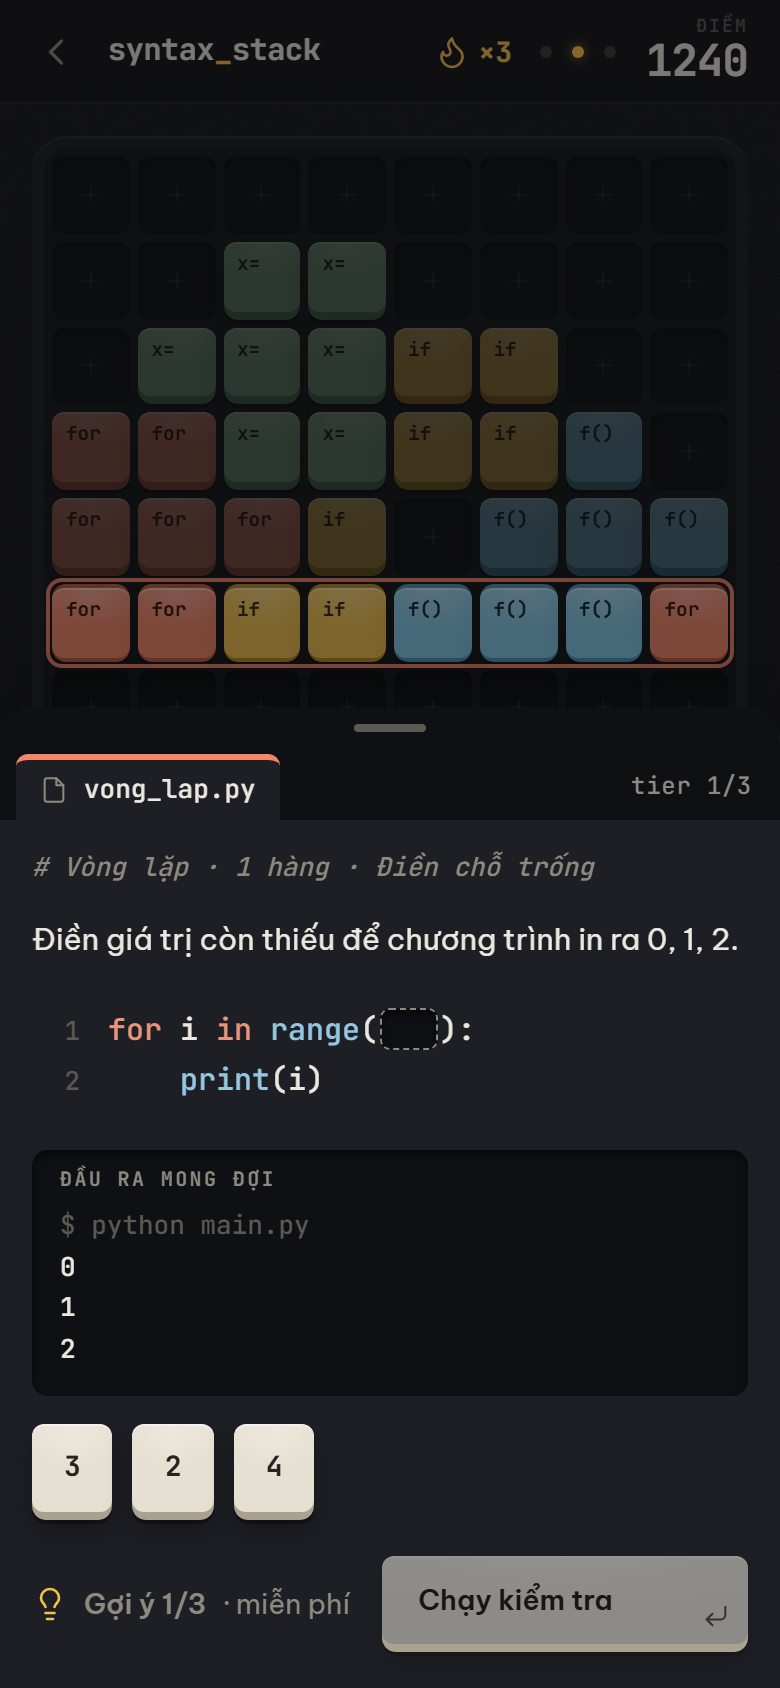 syntax_stack
×3
ĐIỂM
1240
x= x=
x= x= x= if if
for for x= x= if if f()
for for for if f() f() f()
for for if if f() f() f() for
vong_lap.py
tier 1/3
# Vòng lặp · 1 hàng · Điền chỗ trống
Điền giá trị còn thiếu để chương trình in ra 0, 1, 2.
1 for i in range( ):
2     print(i)
ĐẦU RA MONG ĐỢI
$ python main.py
0
1
2
3 2 4
Gợi ý 1/3 · miễn phí
Chạy kiểm tra